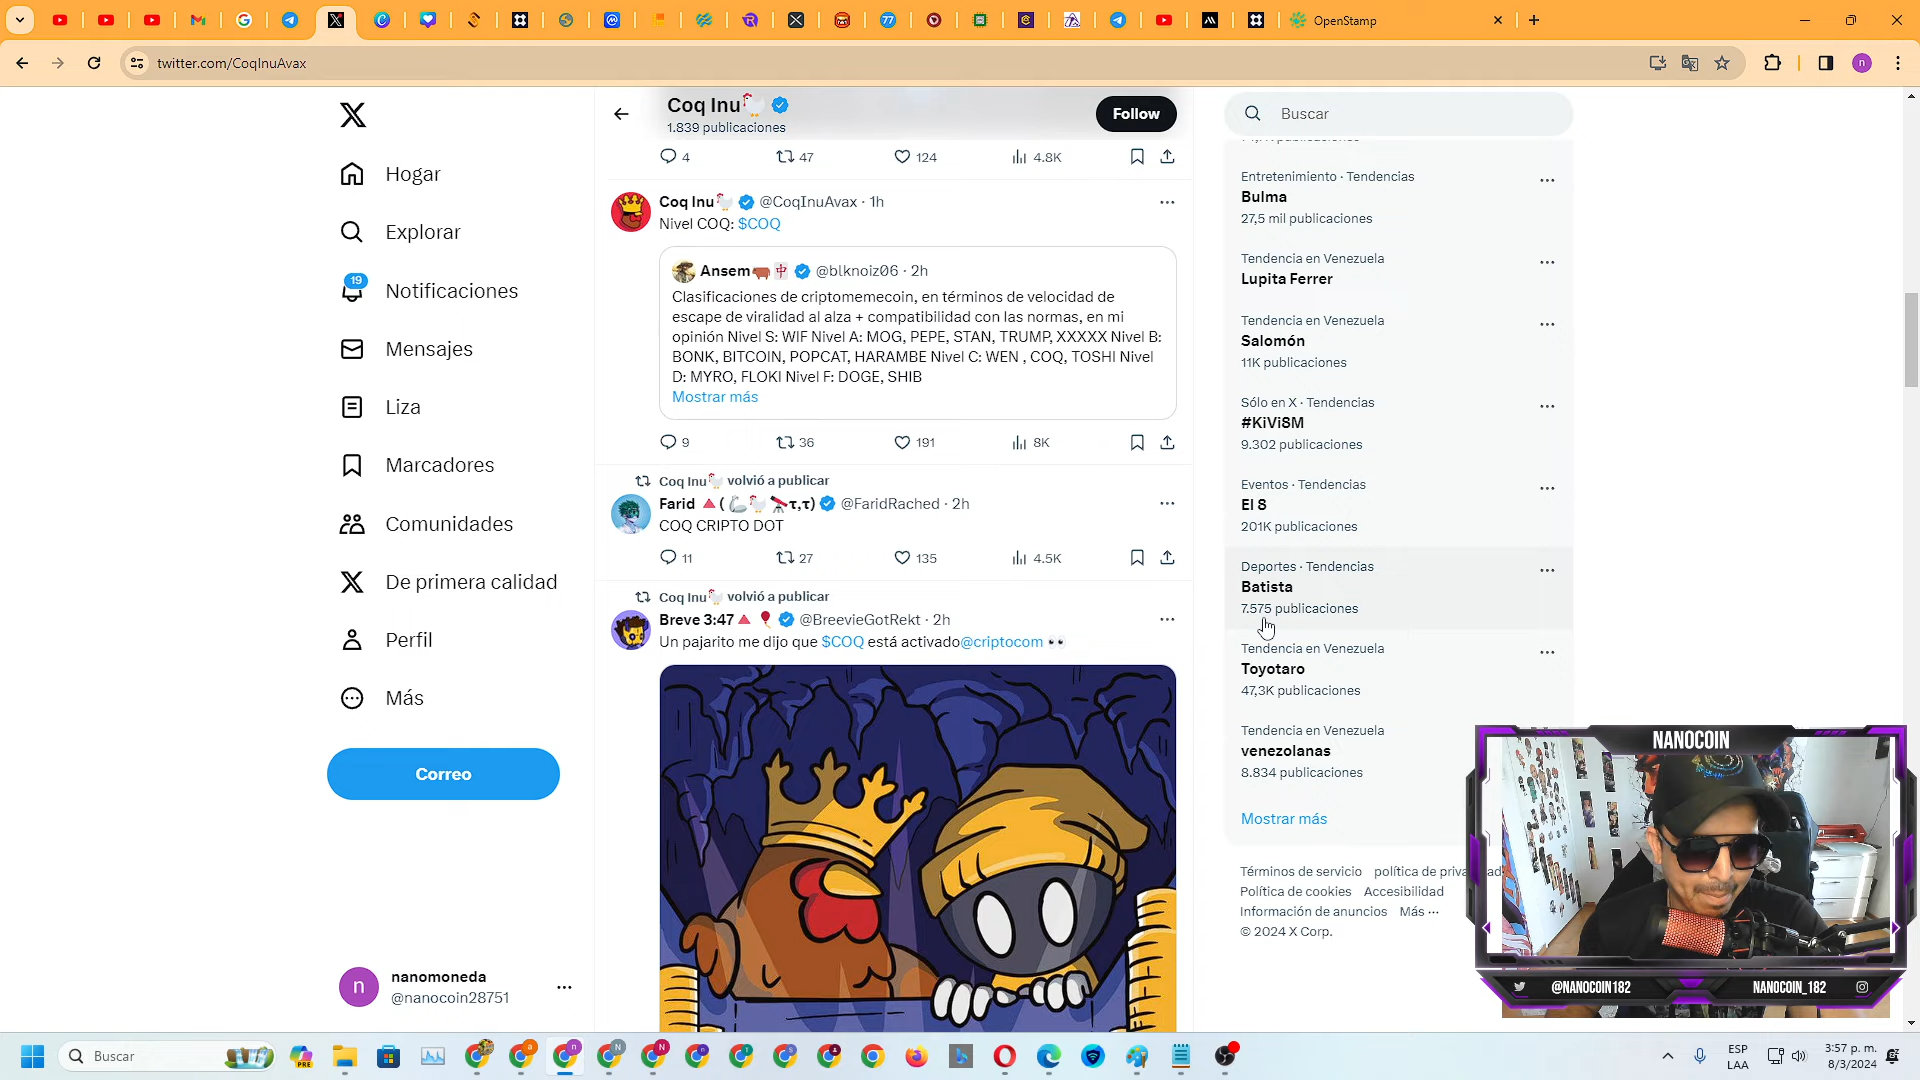 OpenStamp
twitter.com/CoqInuAvax
n
Coq Inu🐓
1.839 publicaciones
Follow
Buscar
4
47
124
4.8K
Hogar
Explorar
19
Notificaciones
Mensajes
Liza
Marcadores
Comunidades
De primera calidad
Perfil
Más
Correo
n
nanomoneda
@nanocoin28751
Coq Inu🐓 @CoqInuAvax · 1h
Nivel COQ: $COQ
Ansem🐂🀄 @blknoiz06 · 2h
Clasificaciones de criptomemecoin, en términos de velocidad de
escape de viralidad al alza + compatibilidad con las normas, en mi
opinión Nivel S: WIF Nivel A: MOG, PEPE, STAN, TRUMP, XXXXX Nivel B:
BONK, BITCOIN, POPCAT, HARAMBE Nivel C: WEN , COQ, TOSHI Nivel
D: MYRO, FLOKI Nivel F: DOGE, SHIB
Mostrar más
9
36
191
8K
Coq Inu🐓 volvió a publicar
Farid 🔺( 🦾🐓🔭τ,τ) @FaridRached · 2h
COQ CRIPTO DOT
11
27
135
4.5K
Coq Inu🐓 volvió a publicar
Breve 3:47🔺 🎈 @BreevieGotRekt · 2h
Un pajarito me dijo que $COQ está activado@criptocom 👀
Entretenimiento · Tendencias
Bulma
27,5 mil publicaciones
Tendencia en Venezuela
Lupita Ferrer
Tendencia en Venezuela
Salomón
11K publicaciones
Sólo en X · Tendencias
#KiVi8M
9.302 publicaciones
Eventos · Tendencias
El 8
201K publicaciones
Deportes · Tendencias
Batista
7.575 publicaciones
Tendencia en Venezuela
Toyotaro
47,3K publicaciones
Tendencia en Venezuela
venezolanas
8.834 publicaciones
Mostrar más
Términos de servicio política de privacidad
Política de cookies Accesibilidad
Información de anuncios Más ···
© 2024 X Corp.
NANOCOIN
@NANOCOIN182
NANOCOIN_182
Buscar
PRE
ESP
LAA
3:57 p. m.
8/3/2024